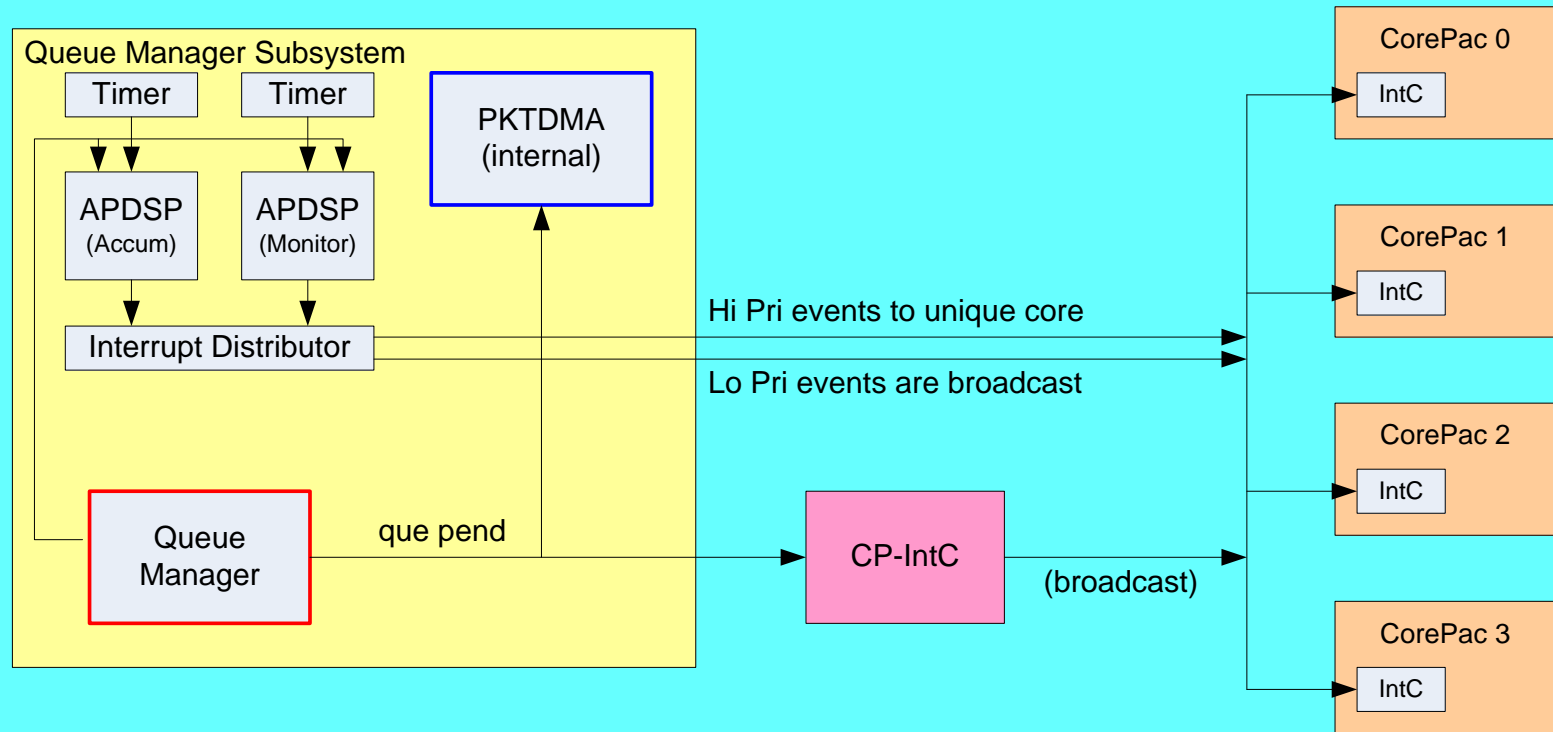 Queue Manager Subsystem
Timer
Timer
PKTDMA
(internal)
APDSP
(Accum)
APDSP
(Monitor)
Interrupt Distributor
Hi Pri events to unique core
Lo Pri events are broadcast
Queue
Manager
que pend
CP-IntC
(broadcast)
CorePac 0
IntC
CorePac 1
IntC
CorePac 2
IntC
CorePac 3
IntC